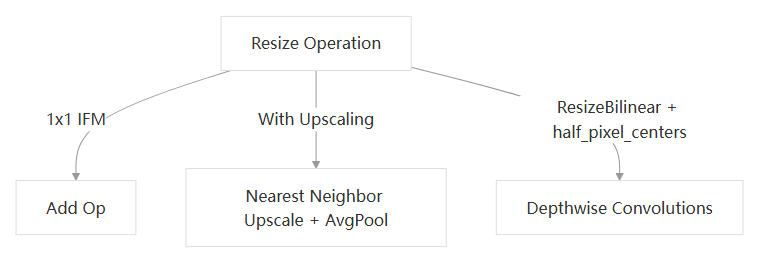 Resize Operation
1x1 IFM
With Upscaling
ResizeBilinear +
half_pixel_centers
Add Op
Nearest Neighbor
Upscale + AvgPool
Depthwise Convolutions